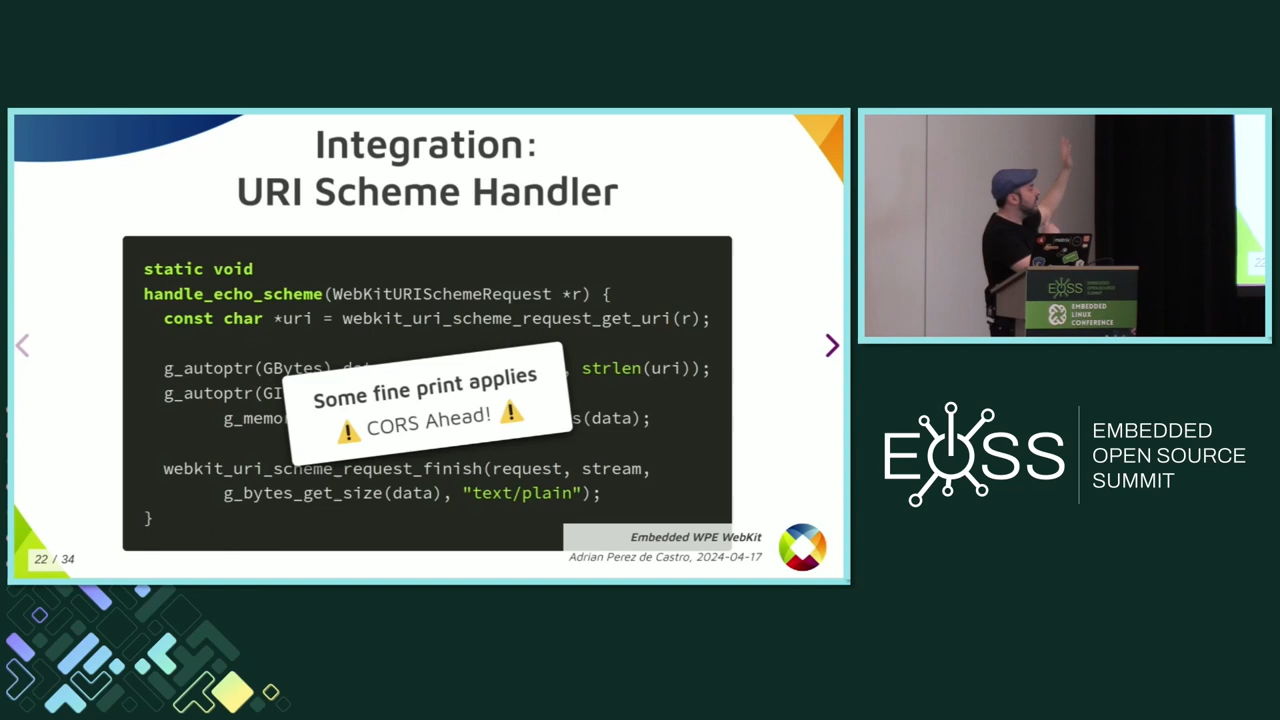 Integration:
URI Scheme Handler
static void
handle_echo_scheme(WebKitURISchemeRequest *r) {
const char *uri = webkit_uri_scheme_request_get_uri(r);
g_autoptr(GBytes) , strlen(uri));
g_autoptr(GI
g_memo s(data);
Some fine print applies
⚠️ CORS Ahead! ⚠️
webkit_uri_scheme_request_finish(request, stream,
g_bytes_get_size(data), "text/plain");
}
Embedded WPE WebKit
Adrian Perez de Castro, 2024-04-17
22 / 34
EOSS
EMBEDDED
LINUX
CONFERENCE
EOSS
EMBEDDED
OPEN SOURCE
SUMMIT